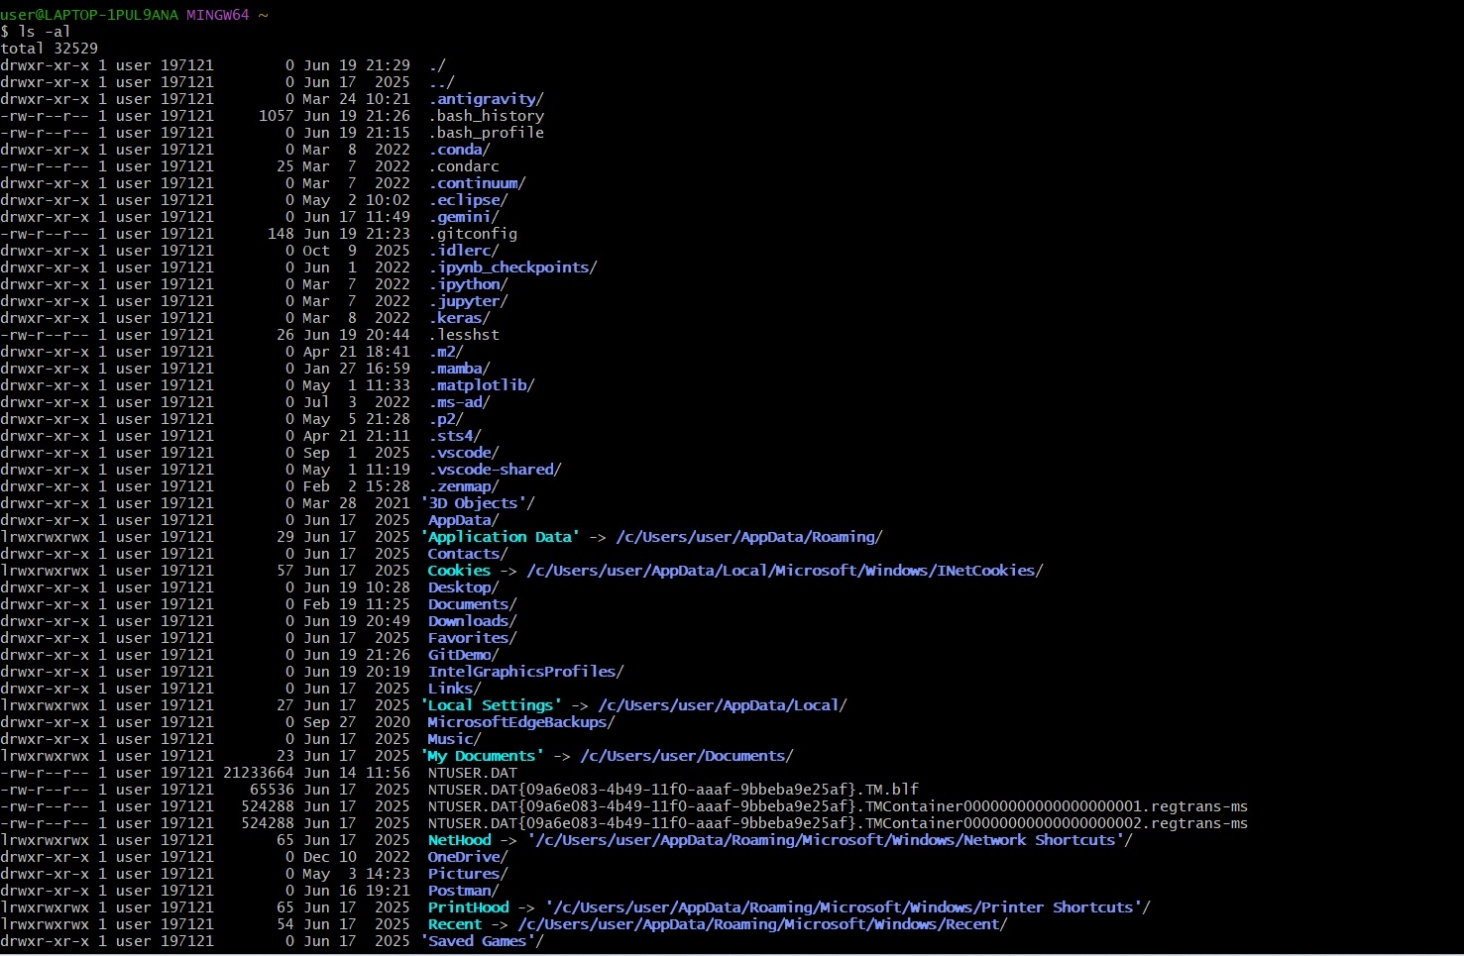 user@LAPTOP-1PUL9ANA MINGW64 ~
$ ls -al
total 32529
drwxr-xr-x 1 user 197121        0 Jun 19 21:29  ./
drwxr-xr-x 1 user 197121        0 Jun 17  2025  ../
drwxr-xr-x 1 user 197121        0 Mar 24 10:21  .antigravity/
-rw-r--r-- 1 user 197121     1057 Jun 19 21:26  .bash_history
-rw-r--r-- 1 user 197121        0 Jun 19 21:15  .bash_profile
drwxr-xr-x 1 user 197121        0 Mar  8  2022  .conda/
-rw-r--r-- 1 user 197121       25 Mar  7  2022  .condarc
drwxr-xr-x 1 user 197121        0 Mar  7  2022  .continuum/
drwxr-xr-x 1 user 197121        0 May  2 10:02  .eclipse/
drwxr-xr-x 1 user 197121        0 Jun 17 11:49  .gemini/
-rw-r--r-- 1 user 197121      148 Jun 19 21:23  .gitconfig
drwxr-xr-x 1 user 197121        0 Oct  9  2025  .idlerc/
drwxr-xr-x 1 user 197121        0 Jun  1  2022  .ipynb_checkpoints/
drwxr-xr-x 1 user 197121        0 Mar  7  2022  .ipython/
drwxr-xr-x 1 user 197121        0 Mar  7  2022  .jupyter/
drwxr-xr-x 1 user 197121        0 Mar  8  2022  .keras/
-rw-r--r-- 1 user 197121       26 Jun 19 20:44  .lesshst
drwxr-xr-x 1 user 197121        0 Apr 21 18:41  .m2/
drwxr-xr-x 1 user 197121        0 Jan 27 16:59  .mamba/
drwxr-xr-x 1 user 197121        0 May  1 11:33  .matplotlib/
drwxr-xr-x 1 user 197121        0 Jul  3  2022  .ms-ad/
drwxr-xr-x 1 user 197121        0 May  5 21:28  .p2/
drwxr-xr-x 1 user 197121        0 Apr 21 21:11  .sts4/
drwxr-xr-x 1 user 197121        0 Sep  1  2025  .vscode/
drwxr-xr-x 1 user 197121        0 May  1 11:19  .vscode-shared/
drwxr-xr-x 1 user 197121        0 Feb  2 15:28  .zenmap/
drwxr-xr-x 1 user 197121        0 Mar 28  2021 '3D Objects'/
drwxr-xr-x 1 user 197121        0 Jun 17  2025  AppData/
lrwxrwxrwx 1 user 197121       29 Jun 17  2025 'Application Data' -> /c/Users/user/AppData/Roaming/
drwxr-xr-x 1 user 197121        0 Jun 17  2025  Contacts/
lrwxrwxrwx 1 user 197121       57 Jun 17  2025  Cookies -> /c/Users/user/AppData/Local/Microsoft/Windows/INetCookies/
drwxr-xr-x 1 user 197121        0 Jun 19 10:28  Desktop/
drwxr-xr-x 1 user 197121        0 Feb 19 11:25  Documents/
drwxr-xr-x 1 user 197121        0 Jun 19 20:49  Downloads/
drwxr-xr-x 1 user 197121        0 Jun 17  2025  Favorites/
drwxr-xr-x 1 user 197121        0 Jun 19 21:26  GitDemo/
drwxr-xr-x 1 user 197121        0 Jun 19 20:19  IntelGraphicsProfiles/
drwxr-xr-x 1 user 197121        0 Jun 17  2025  Links/
lrwxrwxrwx 1 user 197121       27 Jun 17  2025 'Local Settings' -> /c/Users/user/AppData/Local/
drwxr-xr-x 1 user 197121        0 Sep 27  2020  MicrosoftEdgeBackups/
drwxr-xr-x 1 user 197121        0 Jun 17  2025  Music/
lrwxrwxrwx 1 user 197121       23 Jun 17  2025 'My Documents' -> /c/Users/user/Documents/
-rw-r--r-- 1 user 197121 21233664 Jun 14 11:56  NTUSER.DAT
-rw-r--r-- 1 user 197121    65536 Jun 17  2025  NTUSER.DAT{09a6e083-4b49-11f0-aaaf-9bbeba9e25af}.TM.blf
-rw-r--r-- 1 user 197121   524288 Jun 17  2025  NTUSER.DAT{09a6e083-4b49-11f0-aaaf-9bbeba9e25af}.TMContainer00000000000000000001.regtrans-ms
-rw-r--r-- 1 user 197121   524288 Jun 17  2025  NTUSER.DAT{09a6e083-4b49-11f0-aaaf-9bbeba9e25af}.TMContainer00000000000000000002.regtrans-ms
lrwxrwxrwx 1 user 197121       65 Jun 17  2025  NetHood -> '/c/Users/user/AppData/Roaming/Microsoft/Windows/Network Shortcuts'/
drwxr-xr-x 1 user 197121        0 Dec 10  2022  OneDrive/
drwxr-xr-x 1 user 197121        0 May  3 14:23  Pictures/
drwxr-xr-x 1 user 197121        0 Jun 16 19:21  Postman/
lrwxrwxrwx 1 user 197121       65 Jun 17  2025  PrintHood -> '/c/Users/user/AppData/Roaming/Microsoft/Windows/Printer Shortcuts'/
lrwxrwxrwx 1 user 197121       54 Jun 17  2025  Recent -> /c/Users/user/AppData/Roaming/Microsoft/Windows/Recent/
drwxr-xr-x 1 user 197121        0 Jun 17  2025 'Saved Games'/